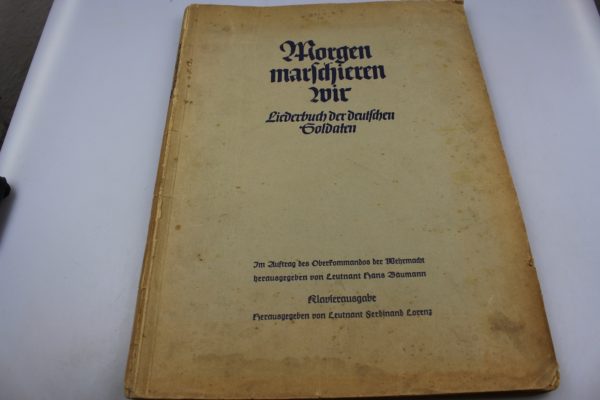 Morgen
marschieren
wir
Liederbuch der deutschen
Soldaten
Im Auftrag des Oberkommandos der Wehrmacht
herausgegeben von Leutnant Hans Baumann
Klavierausgabe
Herausgegeben von Leutnant Ferdinand Lorenz